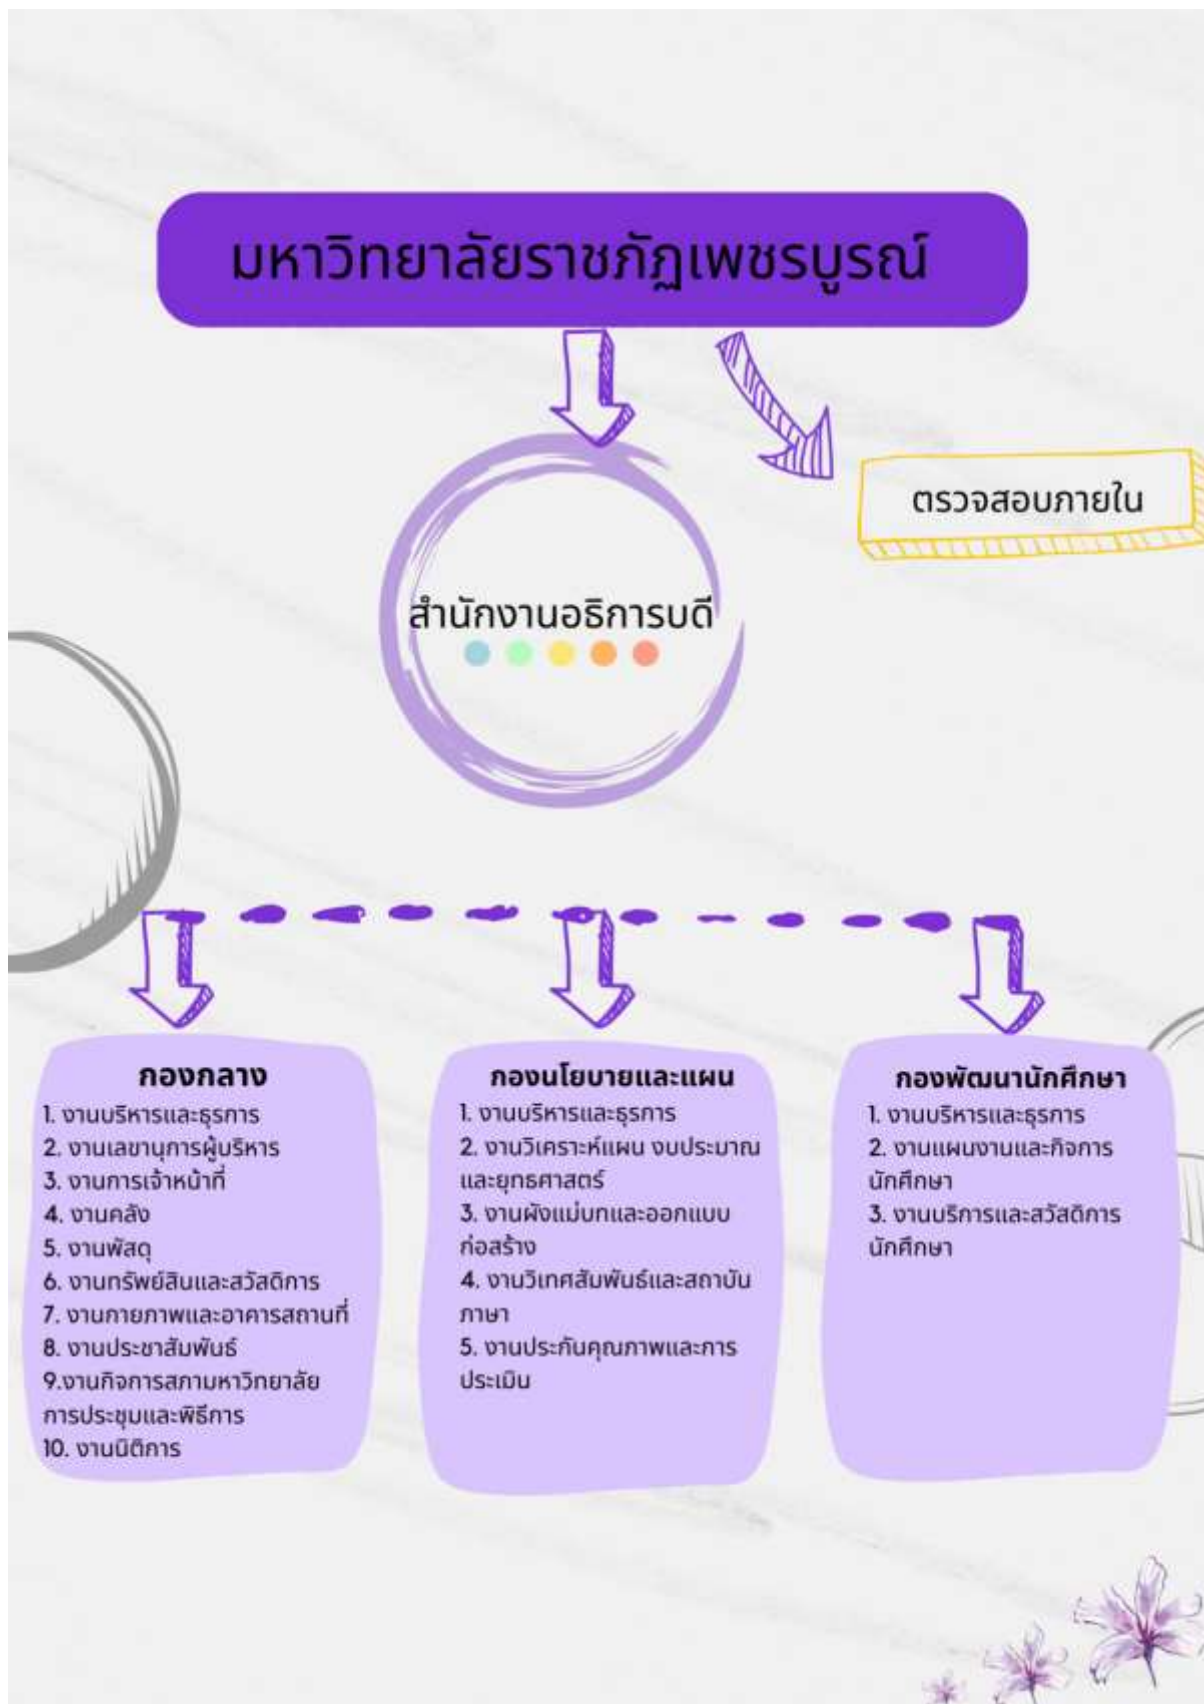 มหาวิทยาลัยราชภัฏเพชรบูรณ์
ตรวจสอบภายใน
สำนักงานอธิการบดี
กองกลาง
1. งานบริหารและธุรการ
2. งานเลขานุการผู้บริหาร
3. งานการเจ้าหน้าที่
4. งานคลัง
5. งานพัสดุ
6. งานทรัพย์สินและสวัสดิการ
7. งานกายภาพและอาคารสถานที่
8. งานประชาสัมพันธ์
9.งานกิจการสภามหาวิทยาลัย
การประชุมและพิธีการ
10. งานนิติการ
กองนโยบายและแผน
1. งานบริหารและธุรการ
2. งานวิเคราะห์แผน งบประมาณ
และยุทธศาสตร์
3. งานผังแม่บทและออกแบบ
ก่อสร้าง
4. งานวิเทศสัมพันธ์และสถาบัน
ภาษา
5. งานประกันคุณภาพและการ
ประเมิน
กองพัฒนานักศึกษา
1. งานบริหารและธุรการ
2. งานแผนงานและกิจการ
นักศึกษา
3. งานบริการและสวัสดิการ
นักศึกษา